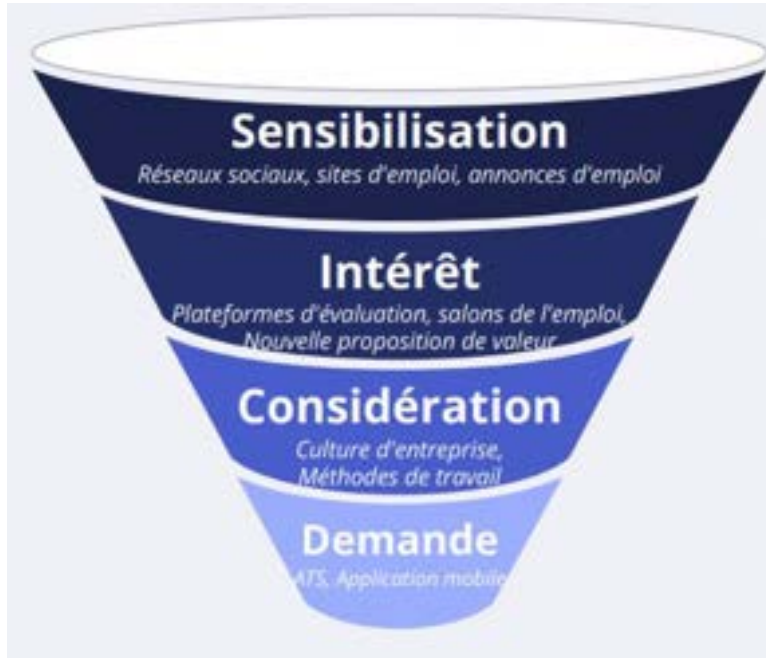 Sensibilisation
Réseaux sociaux, sites d'emploi, annonces d'emploi
Intérêt
Plateformes d'évaluation, salons de l'emploi,
Nouvelle proposition de valeur
Considération
Culture d'entreprise,
Méthodes de travail
Demande
ATS, Application mobile